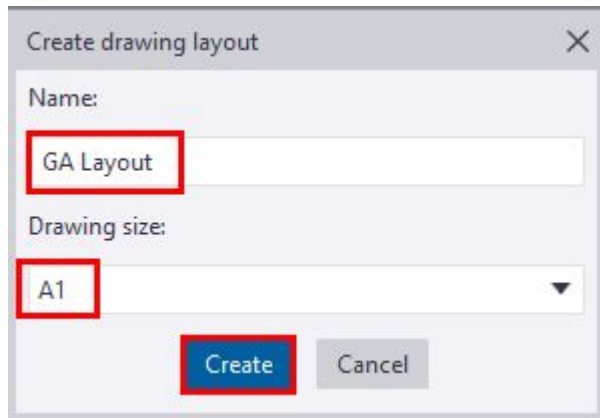 Create drawing layout
Name:
GA Layout
Drawing size:
A1
Create Cancel